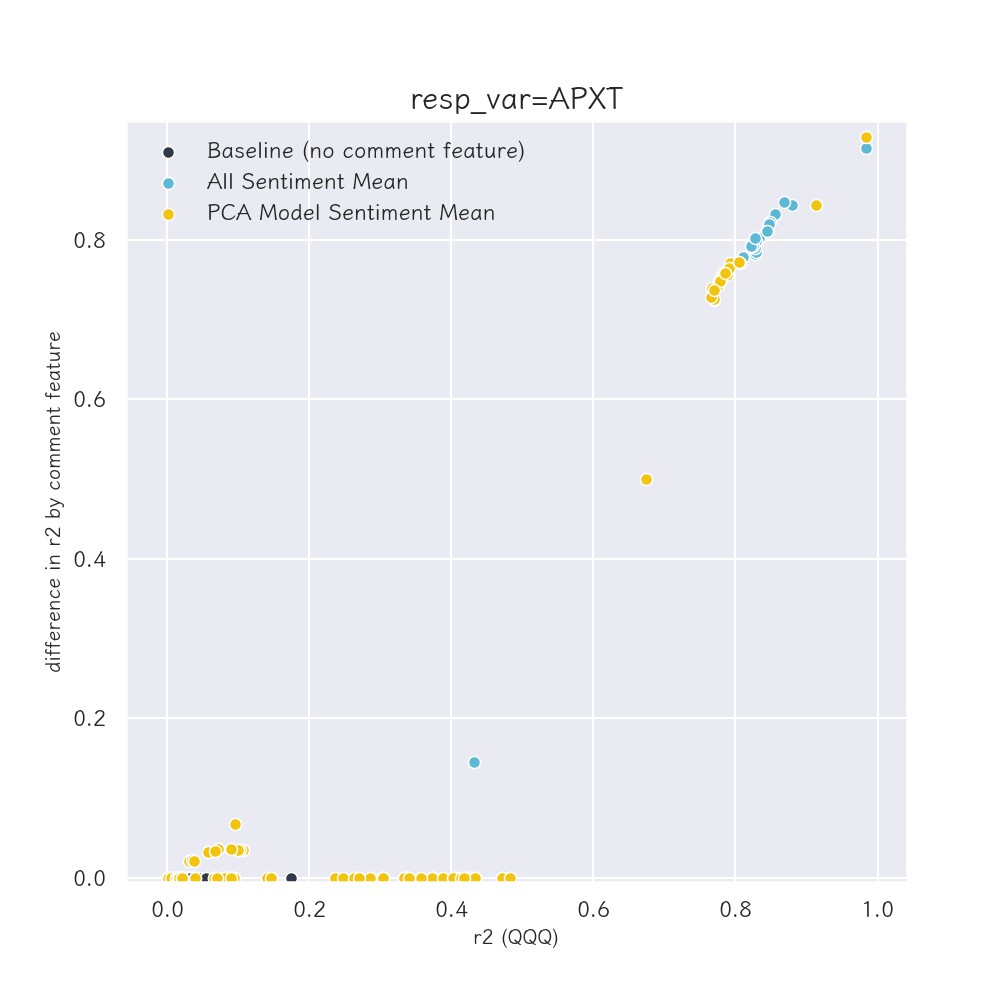 resp_var=APXT
Baseline (no comment feature)
All Sentiment Mean
PCA Model Sentiment Mean
difference in r2 by comment feature
0.8
0.6
0.4
0.2
0.0
0.0 0.2 0.4 0.6 0.8 1.0
r2 (QQQ)